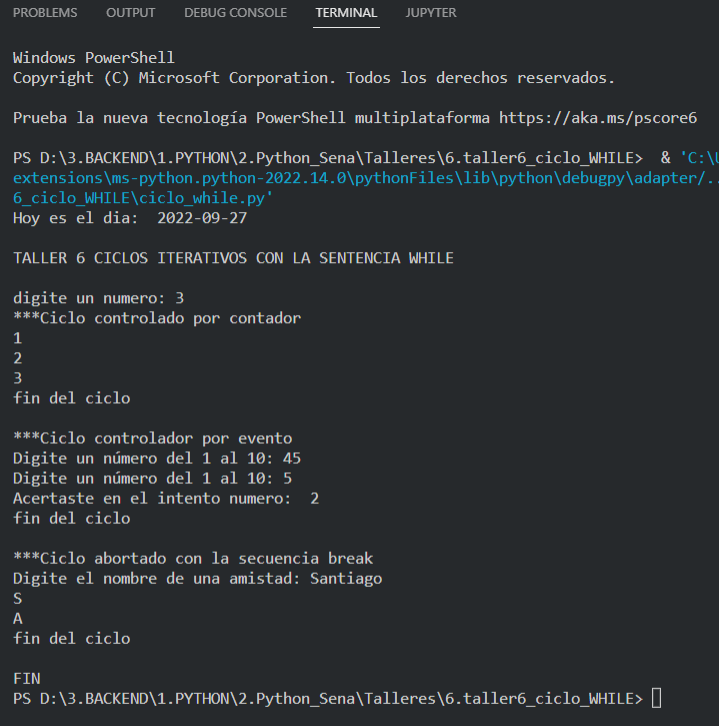 PROBLEMS OUTPUT DEBUG CONSOLE TERMINAL JUPYTER
Windows PowerShell
Copyright (C) Microsoft Corporation. Todos los derechos reservados.
Prueba la nueva tecnología PowerShell multiplataforma https://aka.ms/pscore6
PS D:\3.BACKEND\1.PYTHON\2.Python_Sena\Talleres\6.taller6_ciclo_WHILE>  & 'C:\U
extensions\ms-python.python-2022.14.0\pythonFiles\lib\python\debugpy\adapter/..
6_ciclo_WHILE\ciclo_while.py'
Hoy es el dia:  2022-09-27
TALLER 6 CICLOS ITERATIVOS CON LA SENTENCIA WHILE
digite un numero: 3
***Ciclo controlado por contador
1
2
3
fin del ciclo
***Ciclo controlador por evento
Digite un número del 1 al 10: 45
Digite un número del 1 al 10: 5
Acertaste en el intento numero:  2
fin del ciclo
***Ciclo abortado con la secuencia break
Digite el nombre de una amistad: Santiago
S
A
fin del ciclo
FIN
PS D:\3.BACKEND\1.PYTHON\2.Python_Sena\Talleres\6.taller6_ciclo_WHILE>